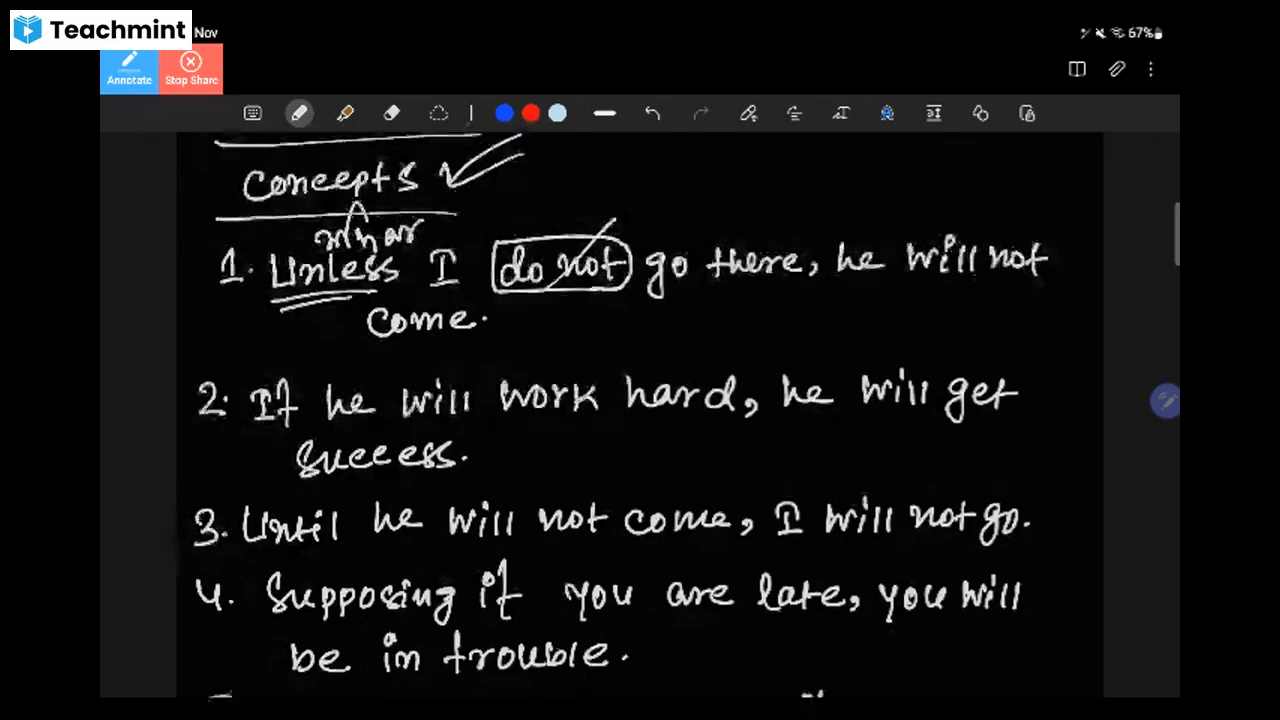 Teachmint
Nov
67%
Annotate
Stop Share
Concepts
1. Unless I do not go there, he will not
come.
2. If he will work hard, he will get
success.
3. Until he will not come, I will not go.
4. Supposing if you are late, you will
be in trouble.